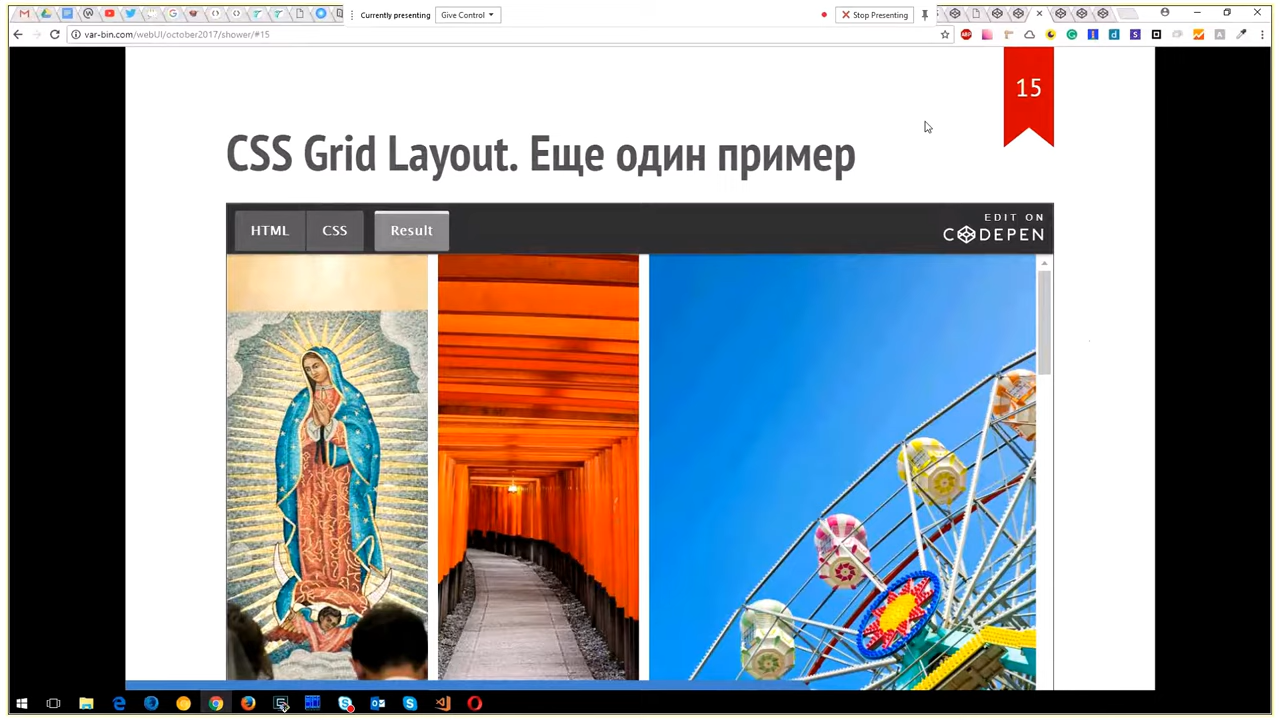 Currently presenting
Give Control
Stop Presenting
var-bin.com/webUI/october2017/shower/#15
15
CSS Grid Layout. Еще один пример
HTML
CSS
Result
EDIT ON
CODEPEN